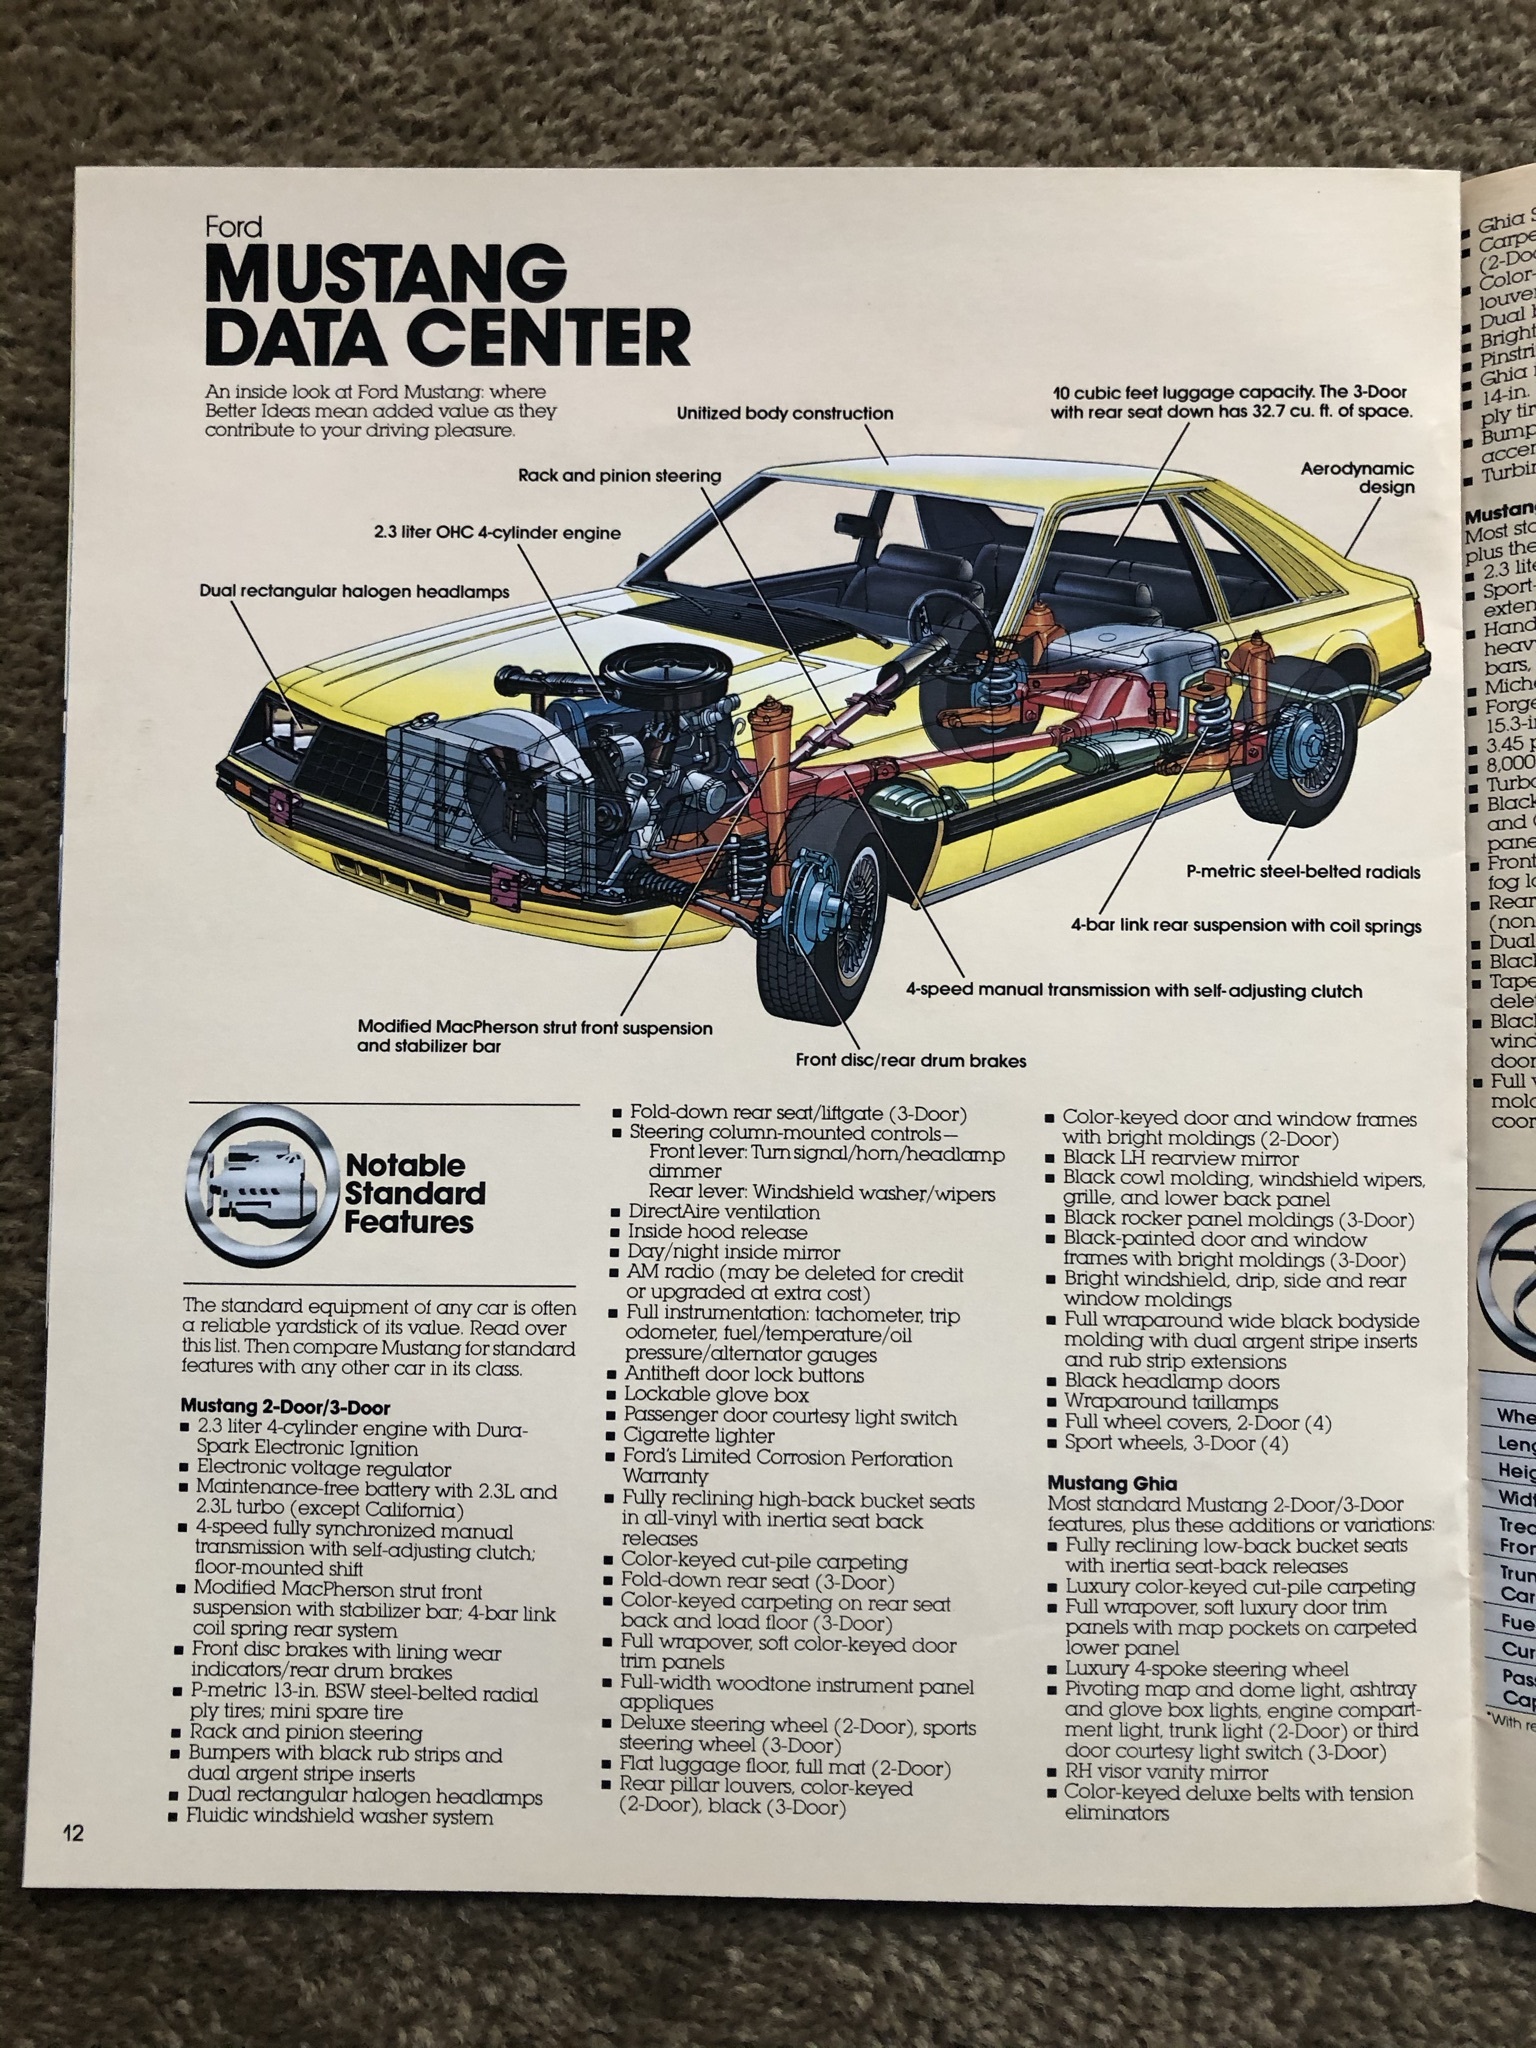 Ford
MUSTANG
DATA CENTER
An inside look at Ford Mustang: where
Better Ideas mean added value as they
contribute to your driving pleasure.
Unitized body construction
10 cubic feet luggage capacity. The 3-Door
with rear seat down has 32.7 cu. ft. of space.
Rack and pinion steering
Aerodynamic
design
2.3 liter OHC 4-cylinder engine
Dual rectangular halogen headlamps
P-metric steel-belted radials
4-bar link rear suspension with coil springs
4-speed manual transmission with self-adjusting clutch
Modified MacPherson strut front suspension
and stabilizer bar
Front disc/rear drum brakes
Notable
Standard
Features
The standard equipment of any car is often
a reliable yardstick of its value. Read over
this list. Then compare Mustang for standard
features with any other car in its class.
Mustang 2-Door/3-Door
■ 2.3 liter 4-cylinder engine with Dura-
Spark Electronic Ignition
■ Electronic voltage regulator
■ Maintenance-free battery with 2.3L and
2.3L turbo (except California)
■ 4-speed fully synchronized manual
transmission with self-adjusting clutch;
floor-mounted shift
■ Modified MacPherson strut front
suspension with stabilizer bar; 4-bar link
coil spring rear system
■ Front disc brakes with lining wear
indicators/rear drum brakes
■ P-metric 13-in. BSW steel-belted radial
ply tires; mini spare tire
■ Rack and pinion steering
■ Bumpers with black rub strips and
dual argent stripe inserts
■ Dual rectangular halogen headlamps
■ Fluidic windshield washer system
■ Fold-down rear seat/liftgate (3-Door)
■ Steering column-mounted controls—
Front lever: Turn signal/horn/headlamp
dimmer
Rear lever: Windshield washer/wipers
■ DirectAire ventilation
■ Inside hood release
■ Day/night inside mirror
■ AM radio (may be deleted for credit
or upgraded at extra cost)
■ Full instrumentation: tachometer, trip
odometer, fuel/temperature/oil
pressure/alternator gauges
■ Antitheft door lock buttons
■ Lockable glove box
■ Passenger door courtesy light switch
■ Cigarette lighter
■ Ford's Limited Corrosion Perforation
Warranty
■ Fully reclining high-back bucket seats
in all-vinyl with inertia seat back
releases
■ Color-keyed cut-pile carpeting
■ Fold-down rear seat (3-Door)
■ Color-keyed carpeting on rear seat
back and load floor (3-Door)
■ Full wrapover, soft color-keyed door
trim panels
■ Full-width woodtone instrument panel
appliques
■ Deluxe steering wheel (2-Door), sports
steering wheel (3-Door)
■ Flat luggage floor, full mat (2-Door)
■ Rear pillar louvers, color-keyed
(2-Door), black (3-Door)
■ Color-keyed door and window frames
with bright moldings (2-Door)
■ Black LH rearview mirror
■ Black cowl molding, windshield wipers,
grille, and lower back panel
■ Black rocker panel moldings (3-Door)
■ Black-painted door and window
frames with bright moldings (3-Door)
■ Bright windshield, drip, side and rear
window moldings
■ Full wraparound wide black bodyside
molding with dual argent stripe inserts
and rub strip extensions
■ Black headlamp doors
■ Wraparound taillamps
■ Full wheel covers, 2-Door (4)
■ Sport wheels, 3-Door (4)
Mustang Ghia
Most standard Mustang 2-Door/3-Door
features, plus these additions or variations:
■ Fully reclining low-back bucket seats
with inertia seat-back releases
■ Luxury color-keyed cut-pile carpeting
■ Full wrapover, soft luxury door trim
panels with map pockets on carpeted
lower panel
■ Luxury 4-spoke steering wheel
■ Pivoting map and dome light, ashtray
and glove box lights, engine compart-
ment light, trunk light (2-Door) or third
door courtesy light switch (3-Door)
■ RH visor vanity mirror
■ Color-keyed deluxe belts with tension
eliminators
12
■ Ghia
■
■
■
louve
■ Dual
■ Bright
■
■ Ghia
■ 14-in.
■
■
Most
plus the
■ 2.3
■ Sport-
■
bars,
■
■
■ 3.45
■ 8,000
■
■ Black
and
■ Front
fog
■ Rear
(non
■ Dual
■
■
■
■ Full